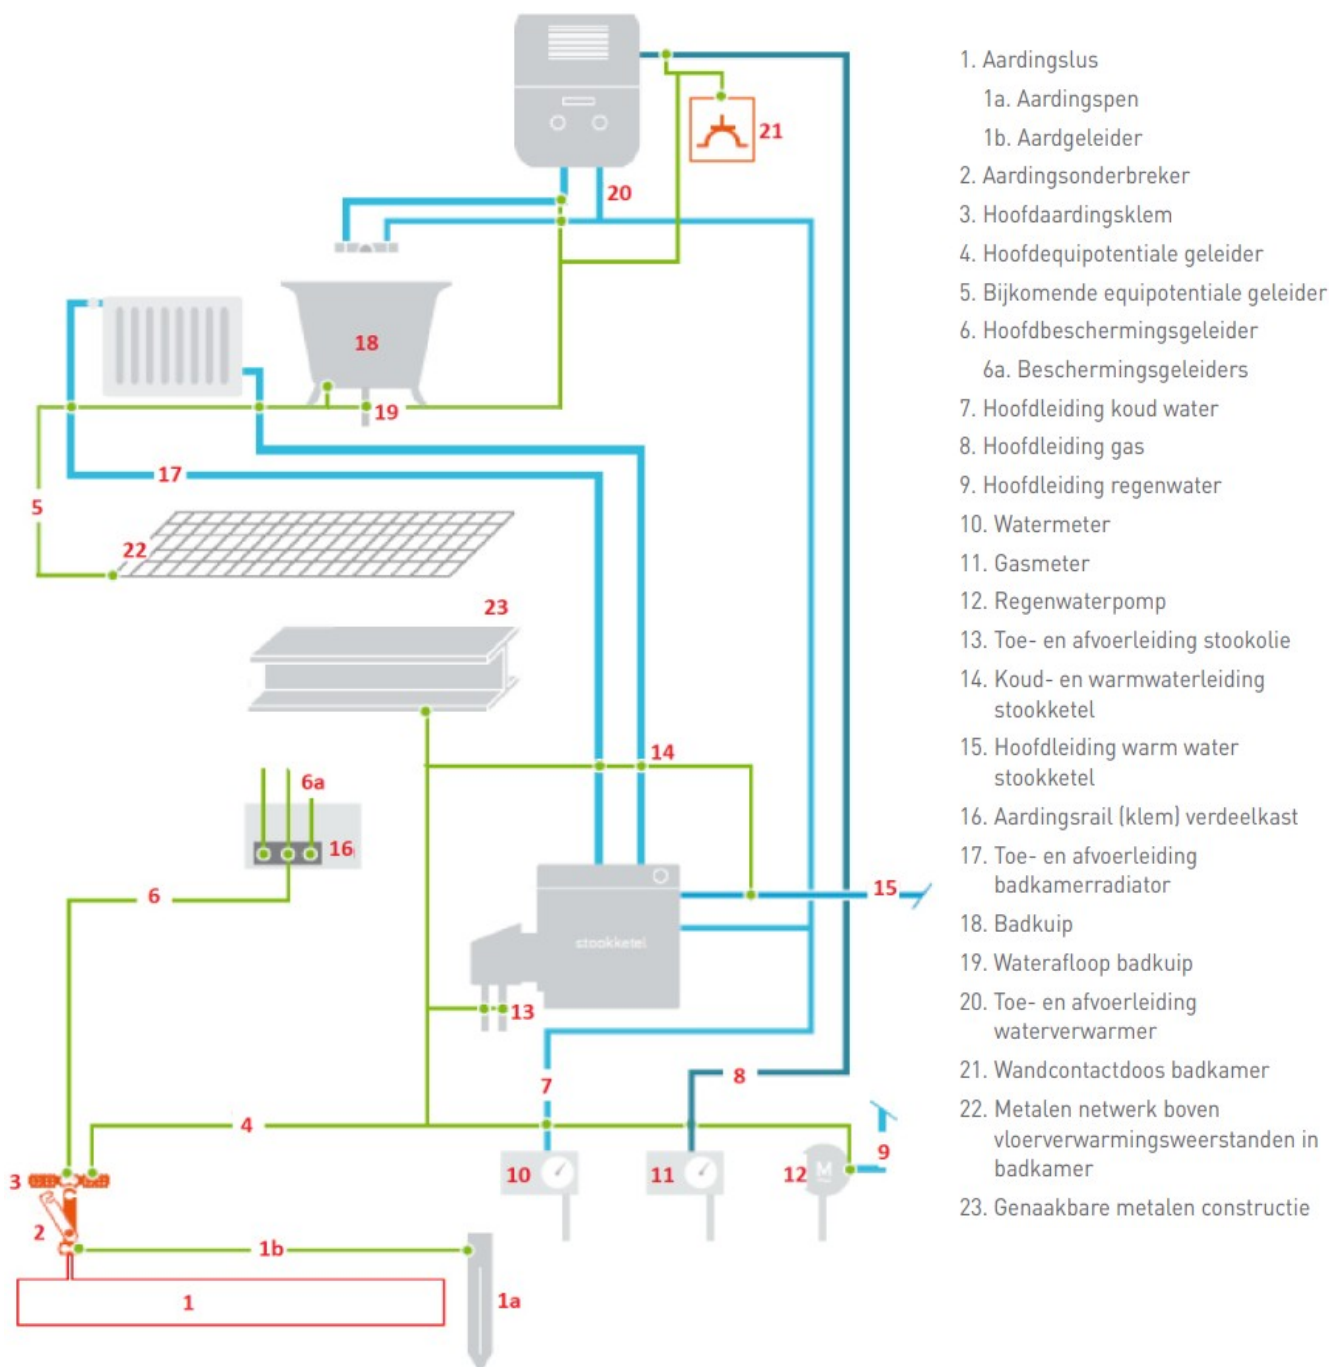 21
20
18
19
17
5
22
23
14
6a
16
6
15
stookketel
13
7
8
4
9
10
11
12
M
3
2
1b
1
1a
1. Aardingslus
1a. Aardingspen
1b. Aardgeleider
2. Aardingsonderbreker
3. Hoofdaardingsklem
4. Hoofdequipotentiale geleider
5. Bijkomende equipotentiale geleider
6. Hoofdbeschermingsgeleider
6a. Beschermingsgeleiders
7. Hoofdleiding koud water
8. Hoofdleiding gas
9. Hoofdleiding regenwater
10. Watermeter
11. Gasmeter
12. Regenwaterpomp
13. Toe- en afvoerleiding stookolie
14. Koud- en warmwaterleiding
stookketel
15. Hoofdleiding warm water
stookketel
16. Aardingsrail (klem) verdeelkast
17. Toe- en afvoerleiding
badkamerradiator
18. Badkuip
19. Waterafloop badkuip
20. Toe- en afvoerleiding
waterverwarmer
21. Wandcontactdoos badkamer
22. Metalen netwerk boven
vloerverwarmingsweerstanden in
badkamer
23. Genaakbare metalen constructie